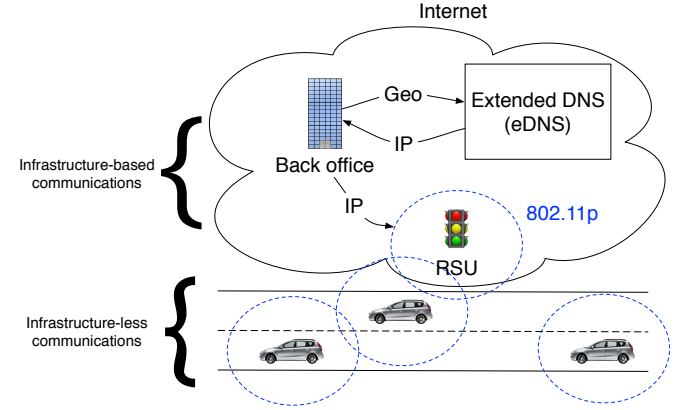 Internet
Geo
Extended DNS
(eDNS)
IP
Back office
Infrastructure-based
communications
IP
802.11p
RSU
Infrastructure-less
communications